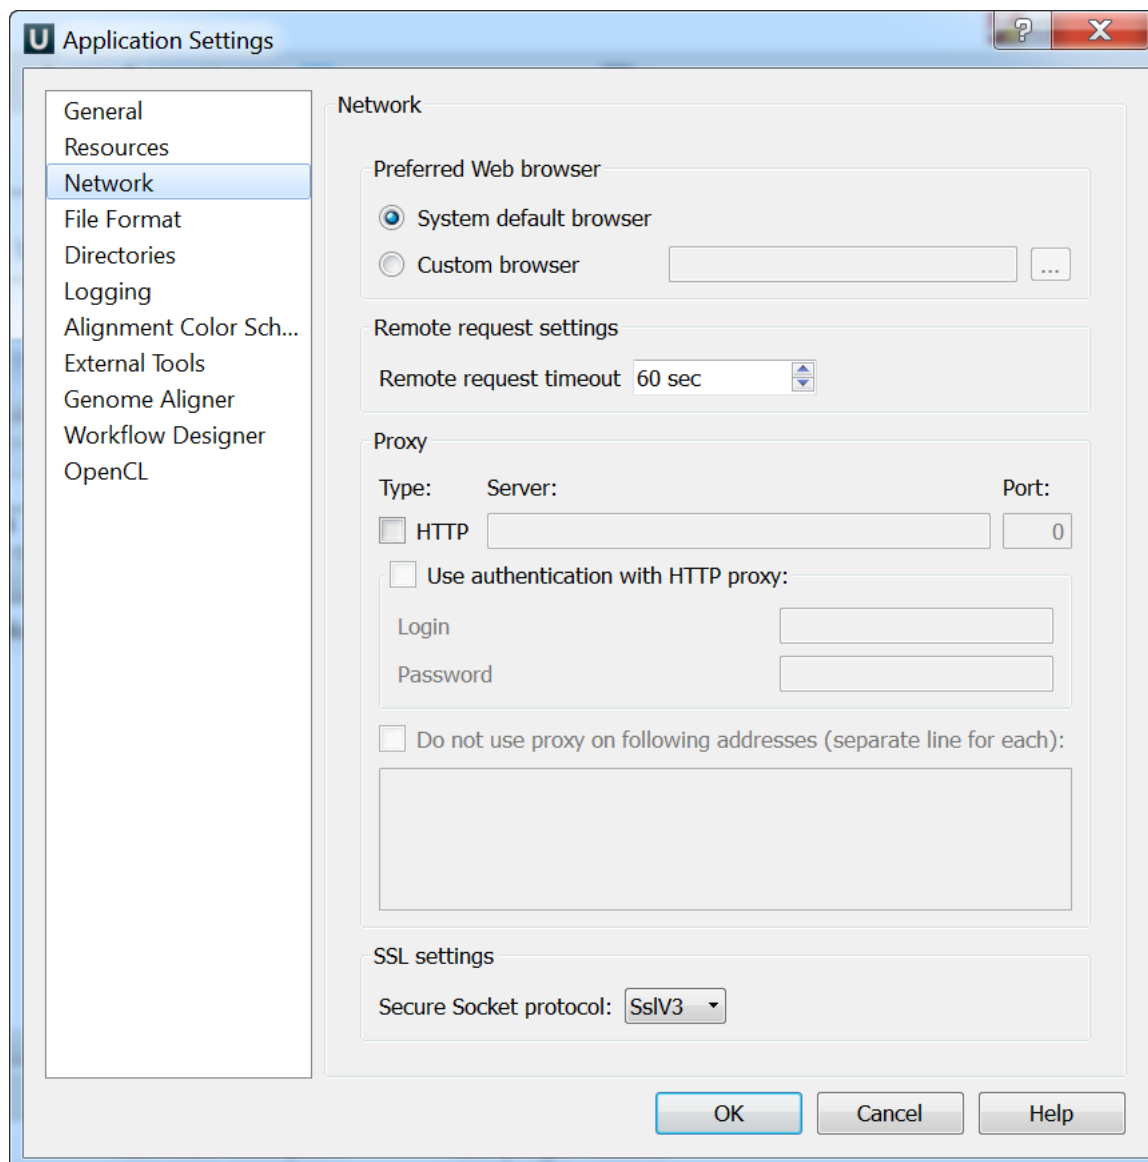 U Application Settings
General
Resources
Network
File Format
Directories
Logging
Alignment Color Sch...
External Tools
Genome Aligner
Workflow Designer
OpenCL
Network
Preferred Web browser
System default browser
Custom browser ...
Remote request settings
Remote request timeout 60 sec
Proxy
Type: Server: Port:
HTTP 0
Use authentication with HTTP proxy:
Login
Password
Do not use proxy on following addresses (separate line for each):
SSL settings
Secure Socket protocol: SslV3
OK Cancel Help